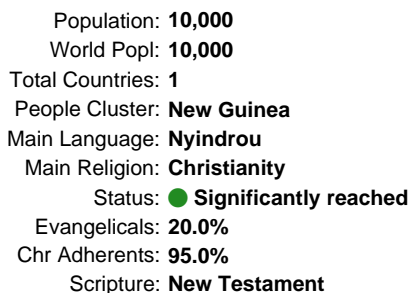 Population: 10,000
World Popl: 10,000
Total Countries: 1
People Cluster: New Guinea
Main Language: Nyindrou
Main Religion: Christianity
Status: Significantly reached
Evangelicals: 20.0%
Chr Adherents: 95.0%
Scripture: New Testament